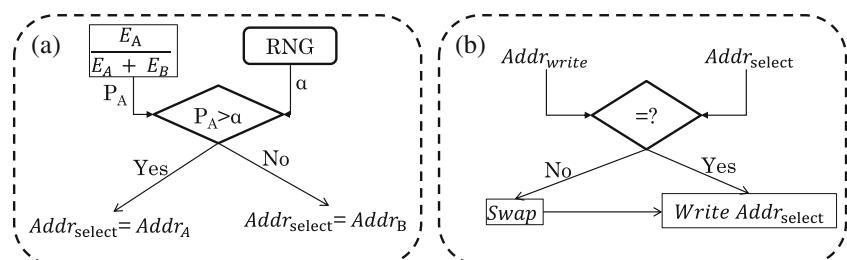 (a)
E_A
E_A + E_B
RNG
P_A
α
P_A>α
Yes
No
Addr_select= Addr_A
Addr_select= Addr_B
(b)
Addr_write
Addr_select
=?
No
Yes
Swap
Write Addr_select